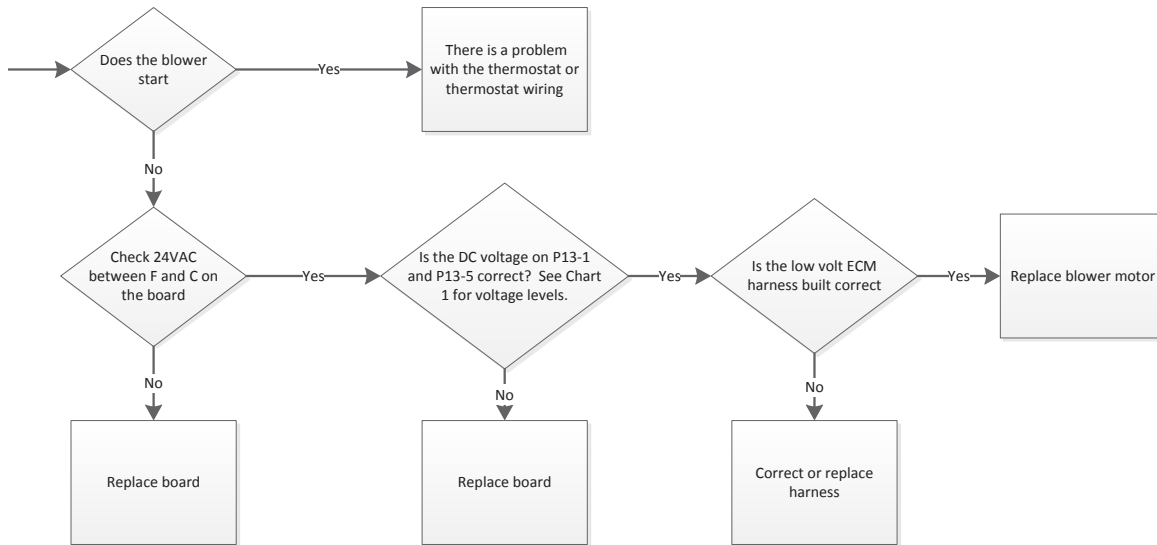 Does the blower
start
Yes
There is a problem
with the thermostat or
thermostat wiring
No
Check 24VAC
between F and C on
the board
Yes
Is the DC voltage on P13-1
and P13-5 correct?  See Chart
1 for voltage levels.
Yes
Is the low volt ECM
harness built correct
Yes
Replace blower motor
No
No
No
Replace board
Replace board
Correct or replace
harness